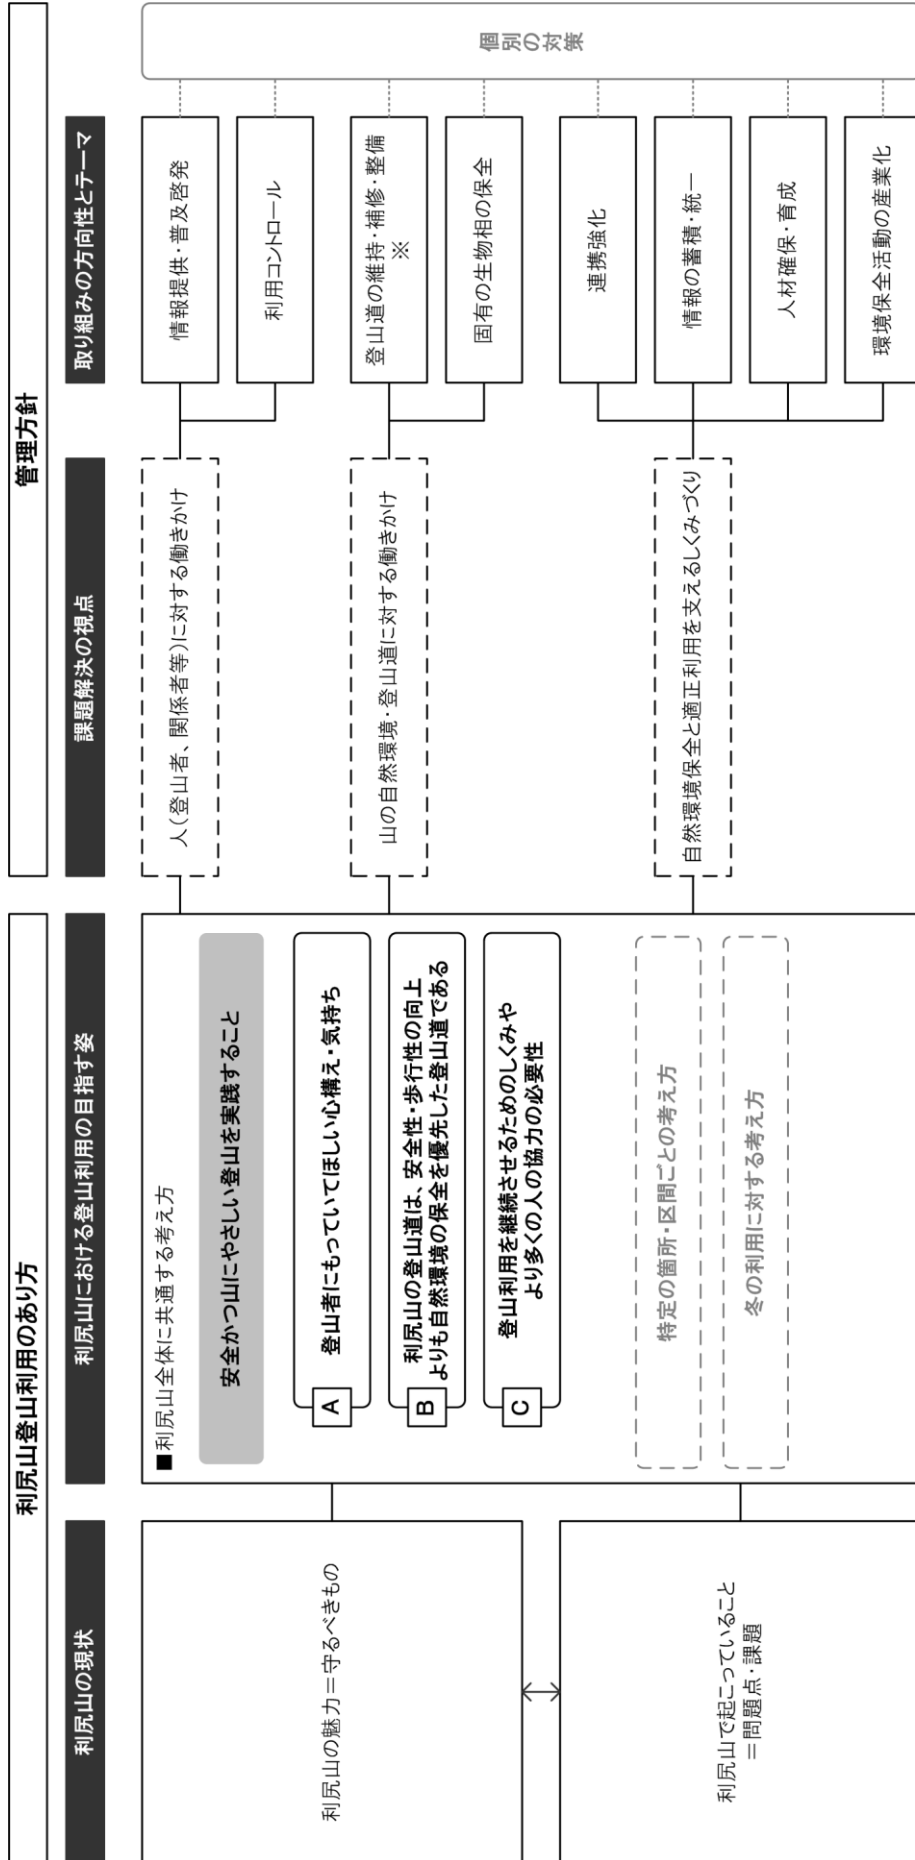 利尻山登山利用のあり方
管理方針
利尻山の現状
利尻山における登山利用の目指す姿
課題解決の視点
取り組みの方向性とテーマ
利尻山の魅力＝守るべきもの
利尻山で起こっていること
＝問題点・課題
■利尻山全体に共通する考え方
安全かつ山にやさしい登山を実践すること
A
登山者にもっていてほしい心構え・気持ち
B
利尻山の登山道は、安全性・歩行性の向上
よりも自然環境の保全を優先した登山道である
C
登山利用を継続させるためのしくみや
より多くの人の協力の必要性
特定の箇所・区間ごとの考え方
冬の利用に対する考え方
人（登山者、関係者等）に対する働きかけ
山の自然環境・登山道に対する働きかけ
自然環境保全と適正利用を支えるしくみづくり
情報提供・普及啓発
利用コントロール
登山道の維持・補修・整備
※
固有の生物相の保全
連携強化
情報の蓄積・統一
人材確保・育成
環境保全活動の産業化
個別の対策